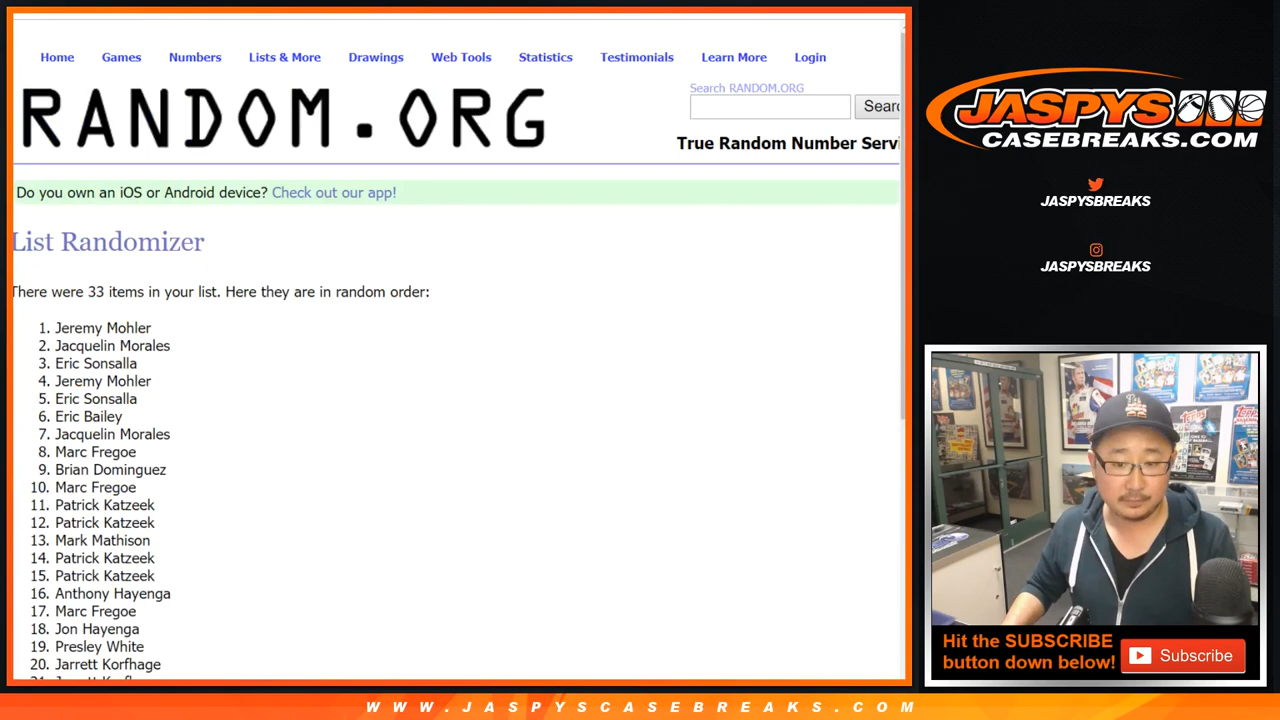 Home Games Numbers Lists & More Drawings Web Tools Statistics Testimonials Learn More Login
RANDOM.ORG
Search RANDOM.ORG
Searc
True Random Number Servi
Do you own an iOS or Android device? Check out our app!
List Randomizer
There were 33 items in your list. Here they are in random order:
1. Jeremy Mohler
2. Jacquelin Morales
3. Eric Sonsalla
4. Jeremy Mohler
5. Eric Sonsalla
6. Eric Bailey
7. Jacquelin Morales
8. Marc Fregoe
9. Brian Dominguez
10. Marc Fregoe
11. Patrick Katzeek
12. Patrick Katzeek
13. Mark Mathison
14. Patrick Katzeek
15. Patrick Katzeek
16. Anthony Hayenga
17. Marc Fregoe
18. Jon Hayenga
19. Presley White
20. Jarrett Korfhage
JASPYS
CASEBREAKS.COM
JASPYSBREAKS
JASPYSBREAKS
Topps
Hit the SUBSCRIBE
button down below!
Subscribe
WWW.JASPYSCASEBREAKS.COM